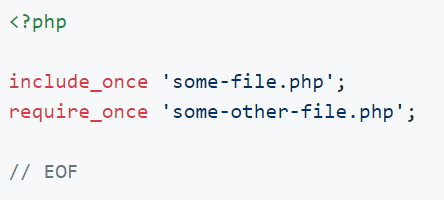 <?php
include_once 'some-file.php';
require_once 'some-other-file.php';
// EOF